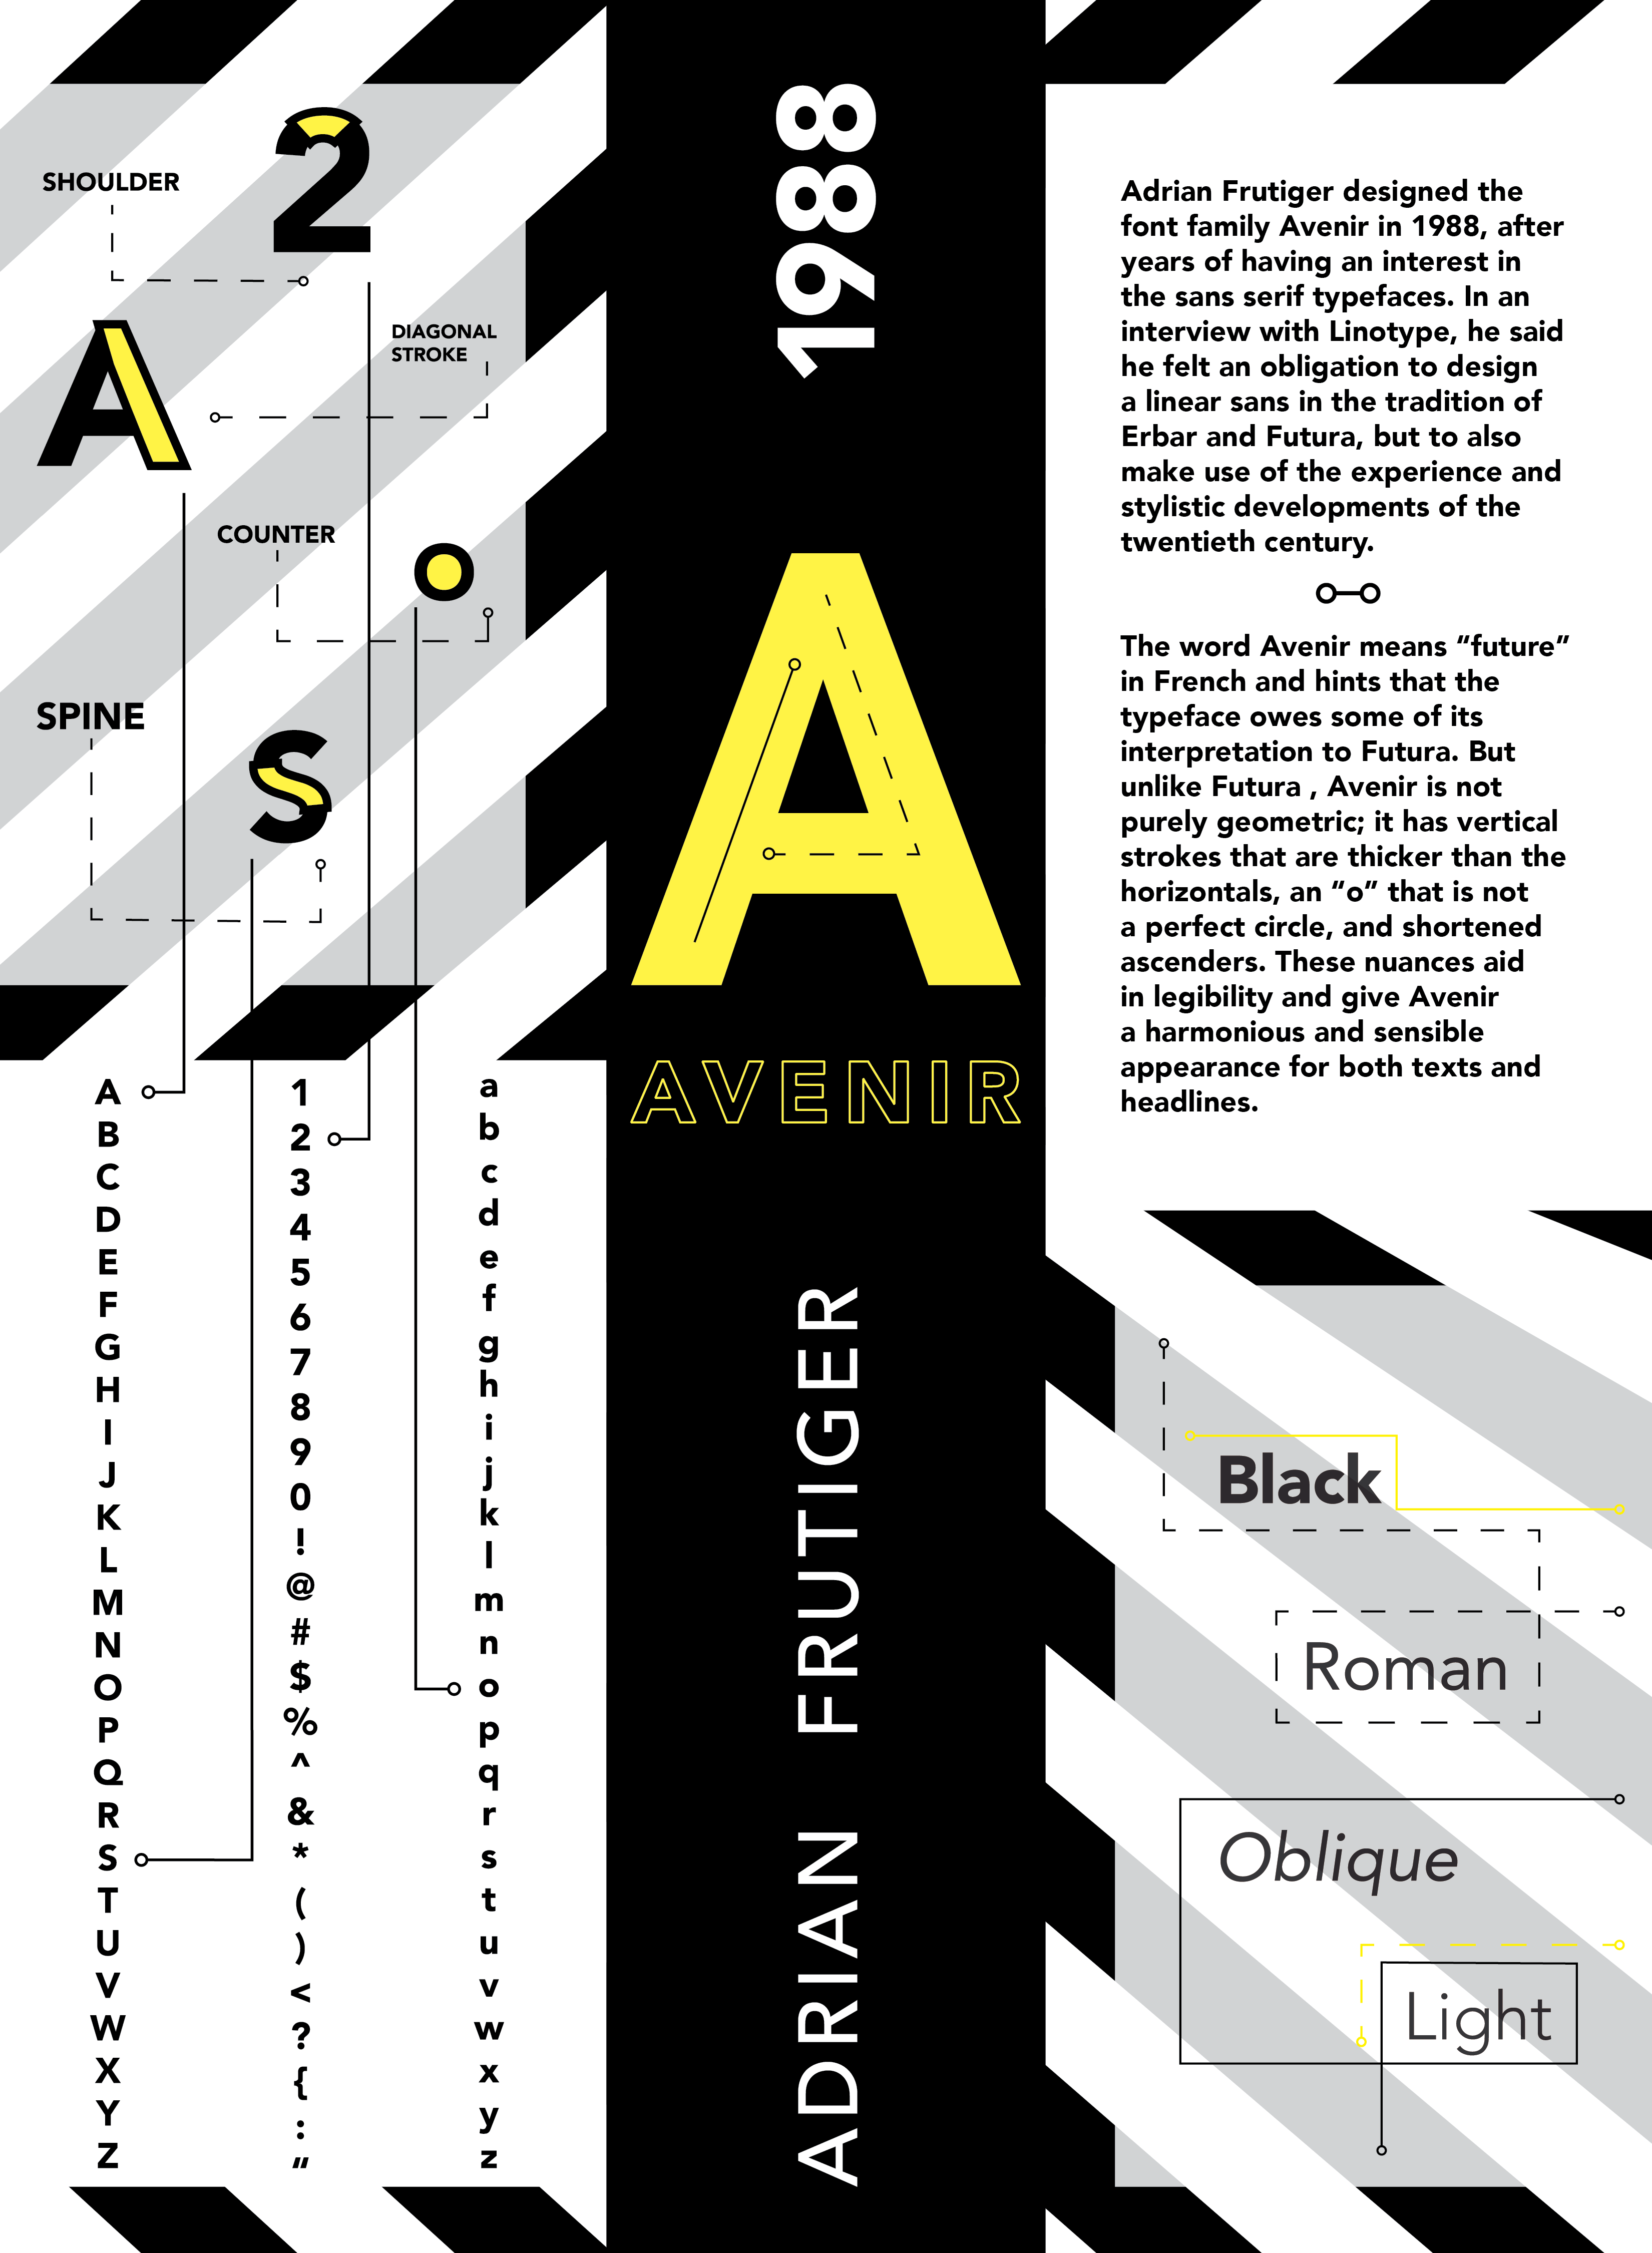 2
SHOULDER
A
DIAGONAL
STROKE
COUNTER
o
SPINE
S
A
B
C
D
E
F
G
H
I
J
K
L
M
N
O
P
Q
R
S
T
U
V
W
X
Y
Z
1
2
3
4
5
6
7
8
9
0
!
@
#
$
%
^
&
*
(
)
<
?
{
:
"
a
b
c
d
e
f
g
h
i
j
k
l
m
n
o
p
q
r
s
t
u
v
w
x
y
z
1988
A
AVENIR
ADRIAN FRUTIGER
Adrian Frutiger designed the
font family Avenir in 1988, after
years of having an interest in
the sans serif typefaces. In an
interview with Linotype, he said
he felt an obligation to design
a linear sans in the tradition of
Erbar and Futura, but to also
make use of the experience and
stylistic developments of the
twentieth century.
The word Avenir means “future”
in French and hints that the
typeface owes some of its
interpretation to Futura. But
unlike Futura , Avenir is not
purely geometric; it has vertical
strokes that are thicker than the
horizontals, an “o” that is not
a perfect circle, and shortened
ascenders. These nuances aid
in legibility and give Avenir
a harmonious and sensible
appearance for both texts and
headlines.
Black
Roman
Oblique
Light